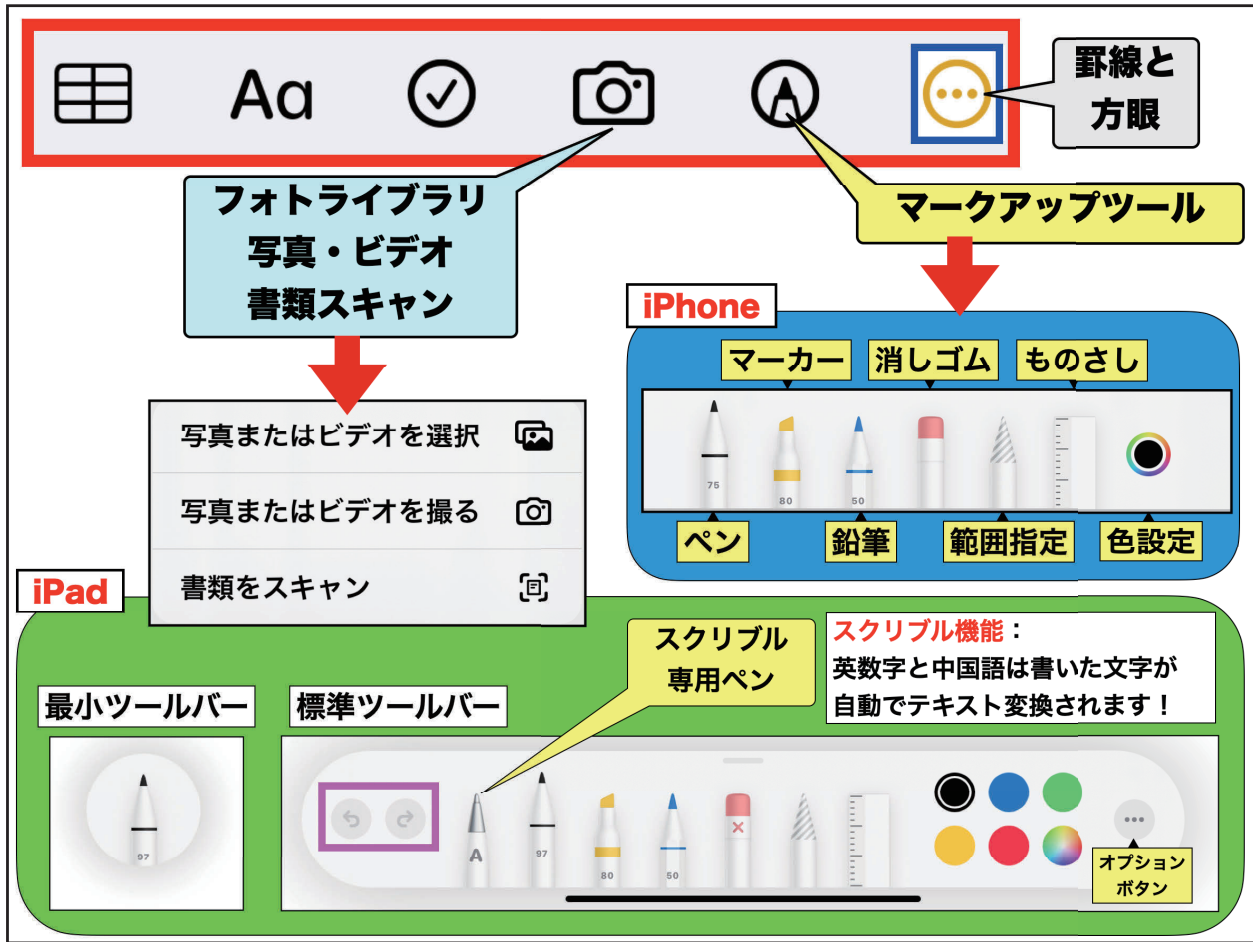 Aa
罫線と
方眼
フォトライブラリ
写真・ビデオ
書類スキャン
マークアップツール
iPhone
マーカー
消しゴム
ものさし
75
80
50
ペン
鉛筆
範囲指定
色設定
写真またはビデオを選択
写真またはビデオを撮る
書類をスキャン
iPad
スクリブル
専用ペン
スクリブル機能：
英数字と中国語は書いた文字が
自動でテキスト変換されます！
最小ツールバー
標準ツールバー
97
A
97
80
50
オプション
ボタン